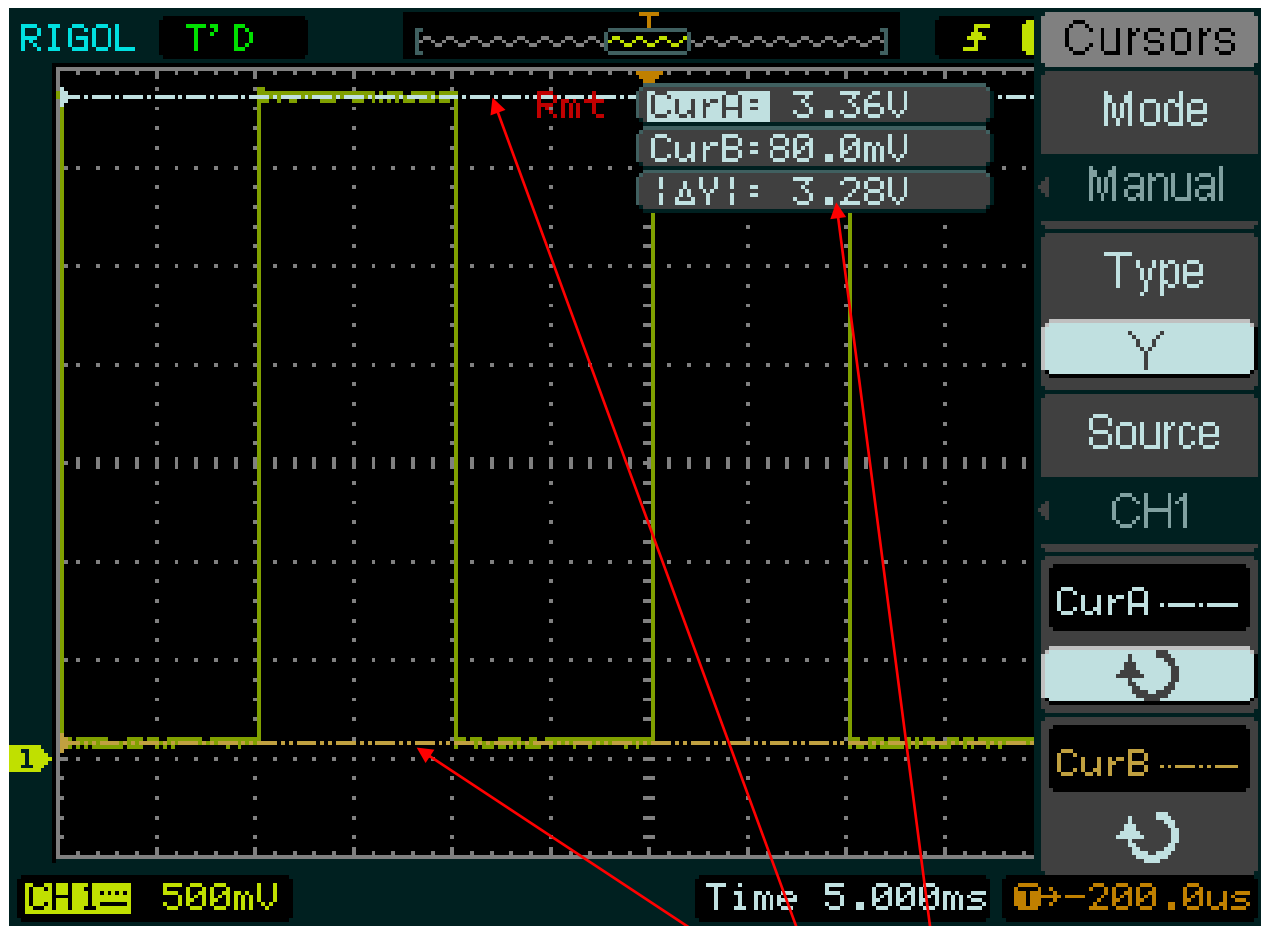 RIGOL T'D T Cursors
Rmt CurA= 3.36V Mode
CurB=80.0mV
|ΔY|= 3.28V Manual
Type
Y
Source
CH1
CurA
1
CurB
CH1 500mV Time 5.000ms T→-200.0us